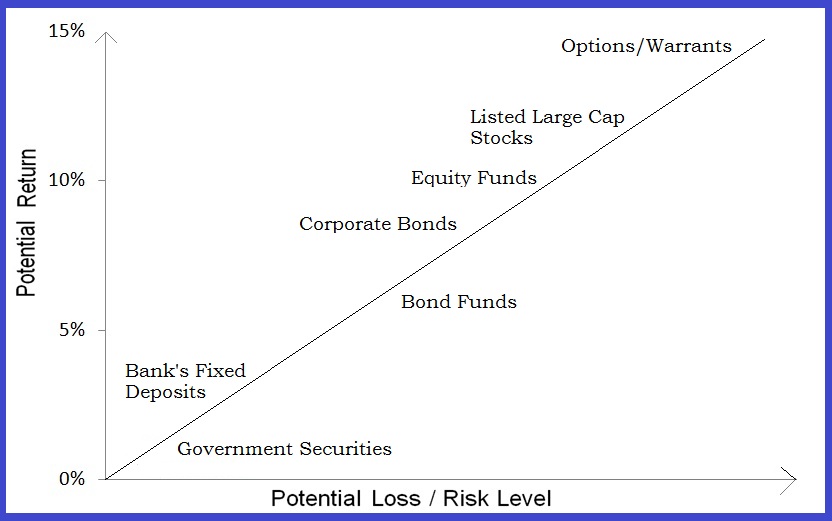 15%
Options/Warrants
Listed Large Cap
Stocks
10%
Equity Funds
Corporate Bonds
Potential Return
Bond Funds
5%
Bank's Fixed
Deposits
Government Securities
0%
Potential Loss / Risk Level